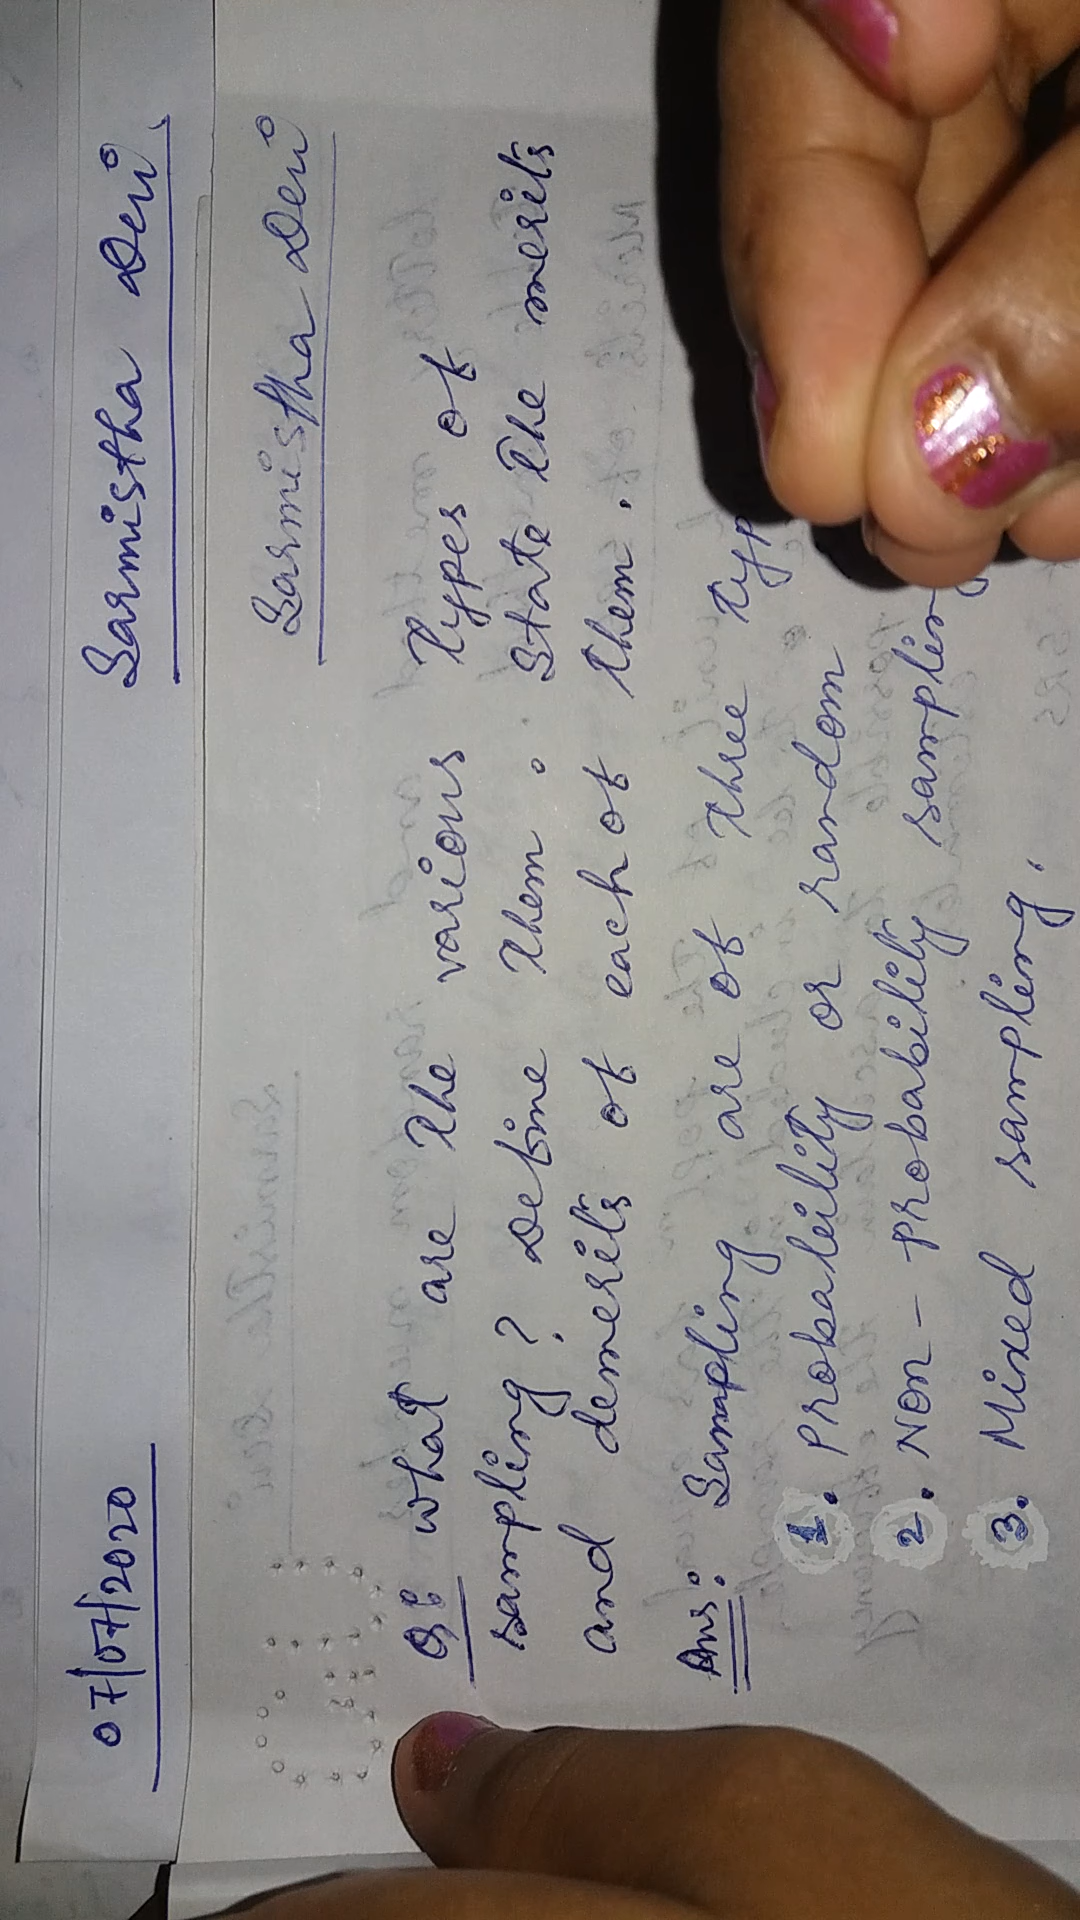 07/07/2020
Sarmistha Devi
Sarmistha Devi
Q: What are the various types of
sampling? Define them. State the merits
and demerits of each of them.
Ans: Sampling are of three typ
1. Probability or random
2. Non-probability sampling
3. Mixed sampling.